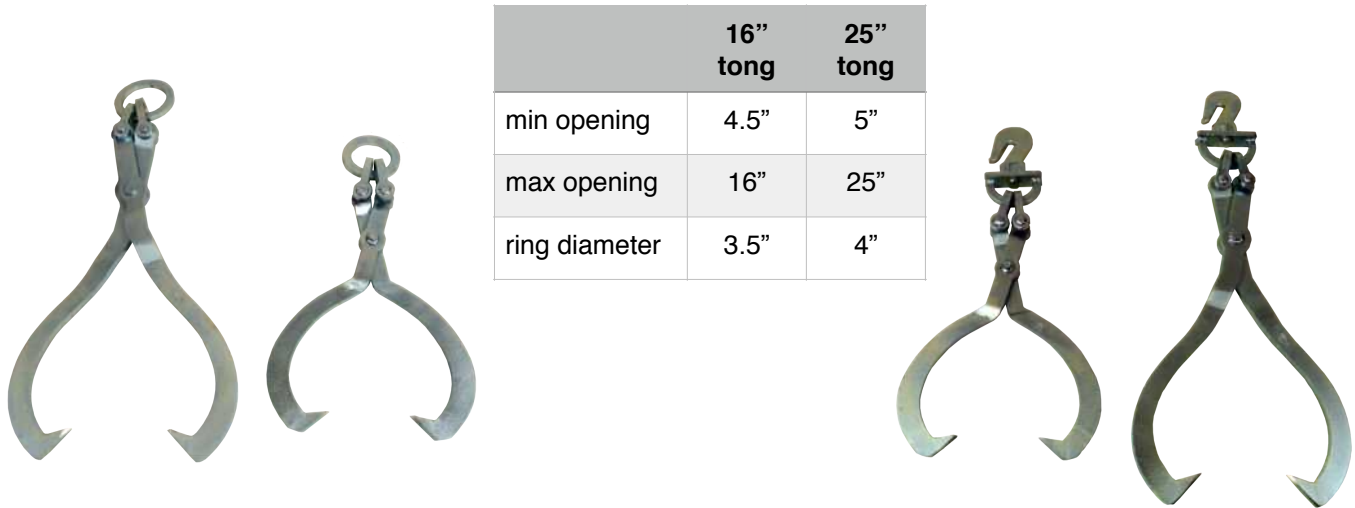 16” 25”
tong tong
min opening 4.5” 5”
max opening 16” 25”
ring diameter 3.5” 4”